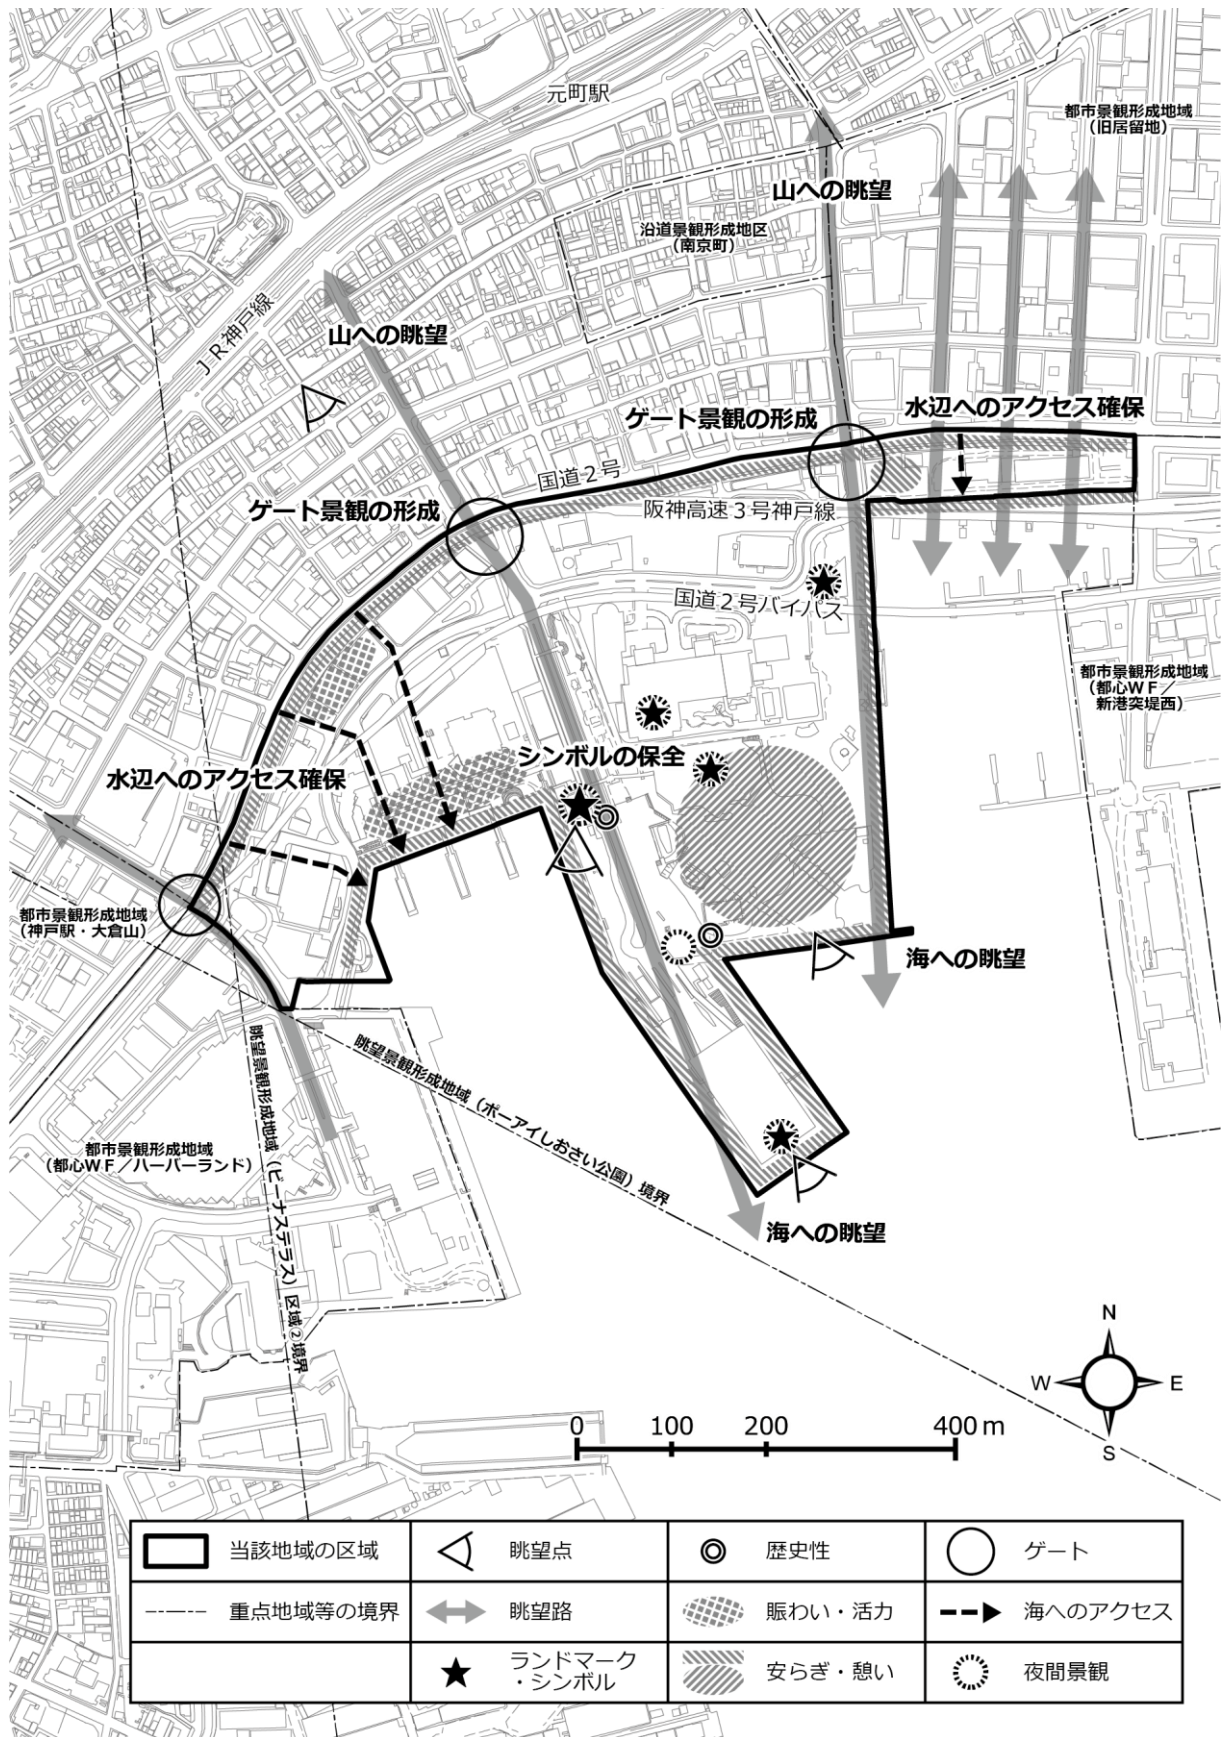 元町駅
都市景観形成地域
（旧居留地）
山への眺望
沿道景観形成地区
（南京町）
JR神戸線
山への眺望
ゲート景観の形成
水辺へのアクセス確保
国道２号
ゲート景観の形成
阪神高速３号神戸線
国道２号バイパス
都市景観形成地域
（都心ＷＦ／
新港突堤西）
シンボルの保全
水辺へのアクセス確保
都市景観形成地域
（神戸駅・大倉山）
海への眺望
眺望景観形成地域（ポーアイしおさい公園）境界
眺望景観形成地域（ビーナステラス）区域②境界
都市景観形成地域
（都心ＷＦ／ハーバーランド）
海への眺望
N
W E
S
0 100 200 400m
当該地域の区域 眺望点 歴史性 ゲート
重点地域等の境界 眺望路 賑わい・活力 海へのアクセス
ランドマーク
・シンボル 安らぎ・憩い 夜間景観